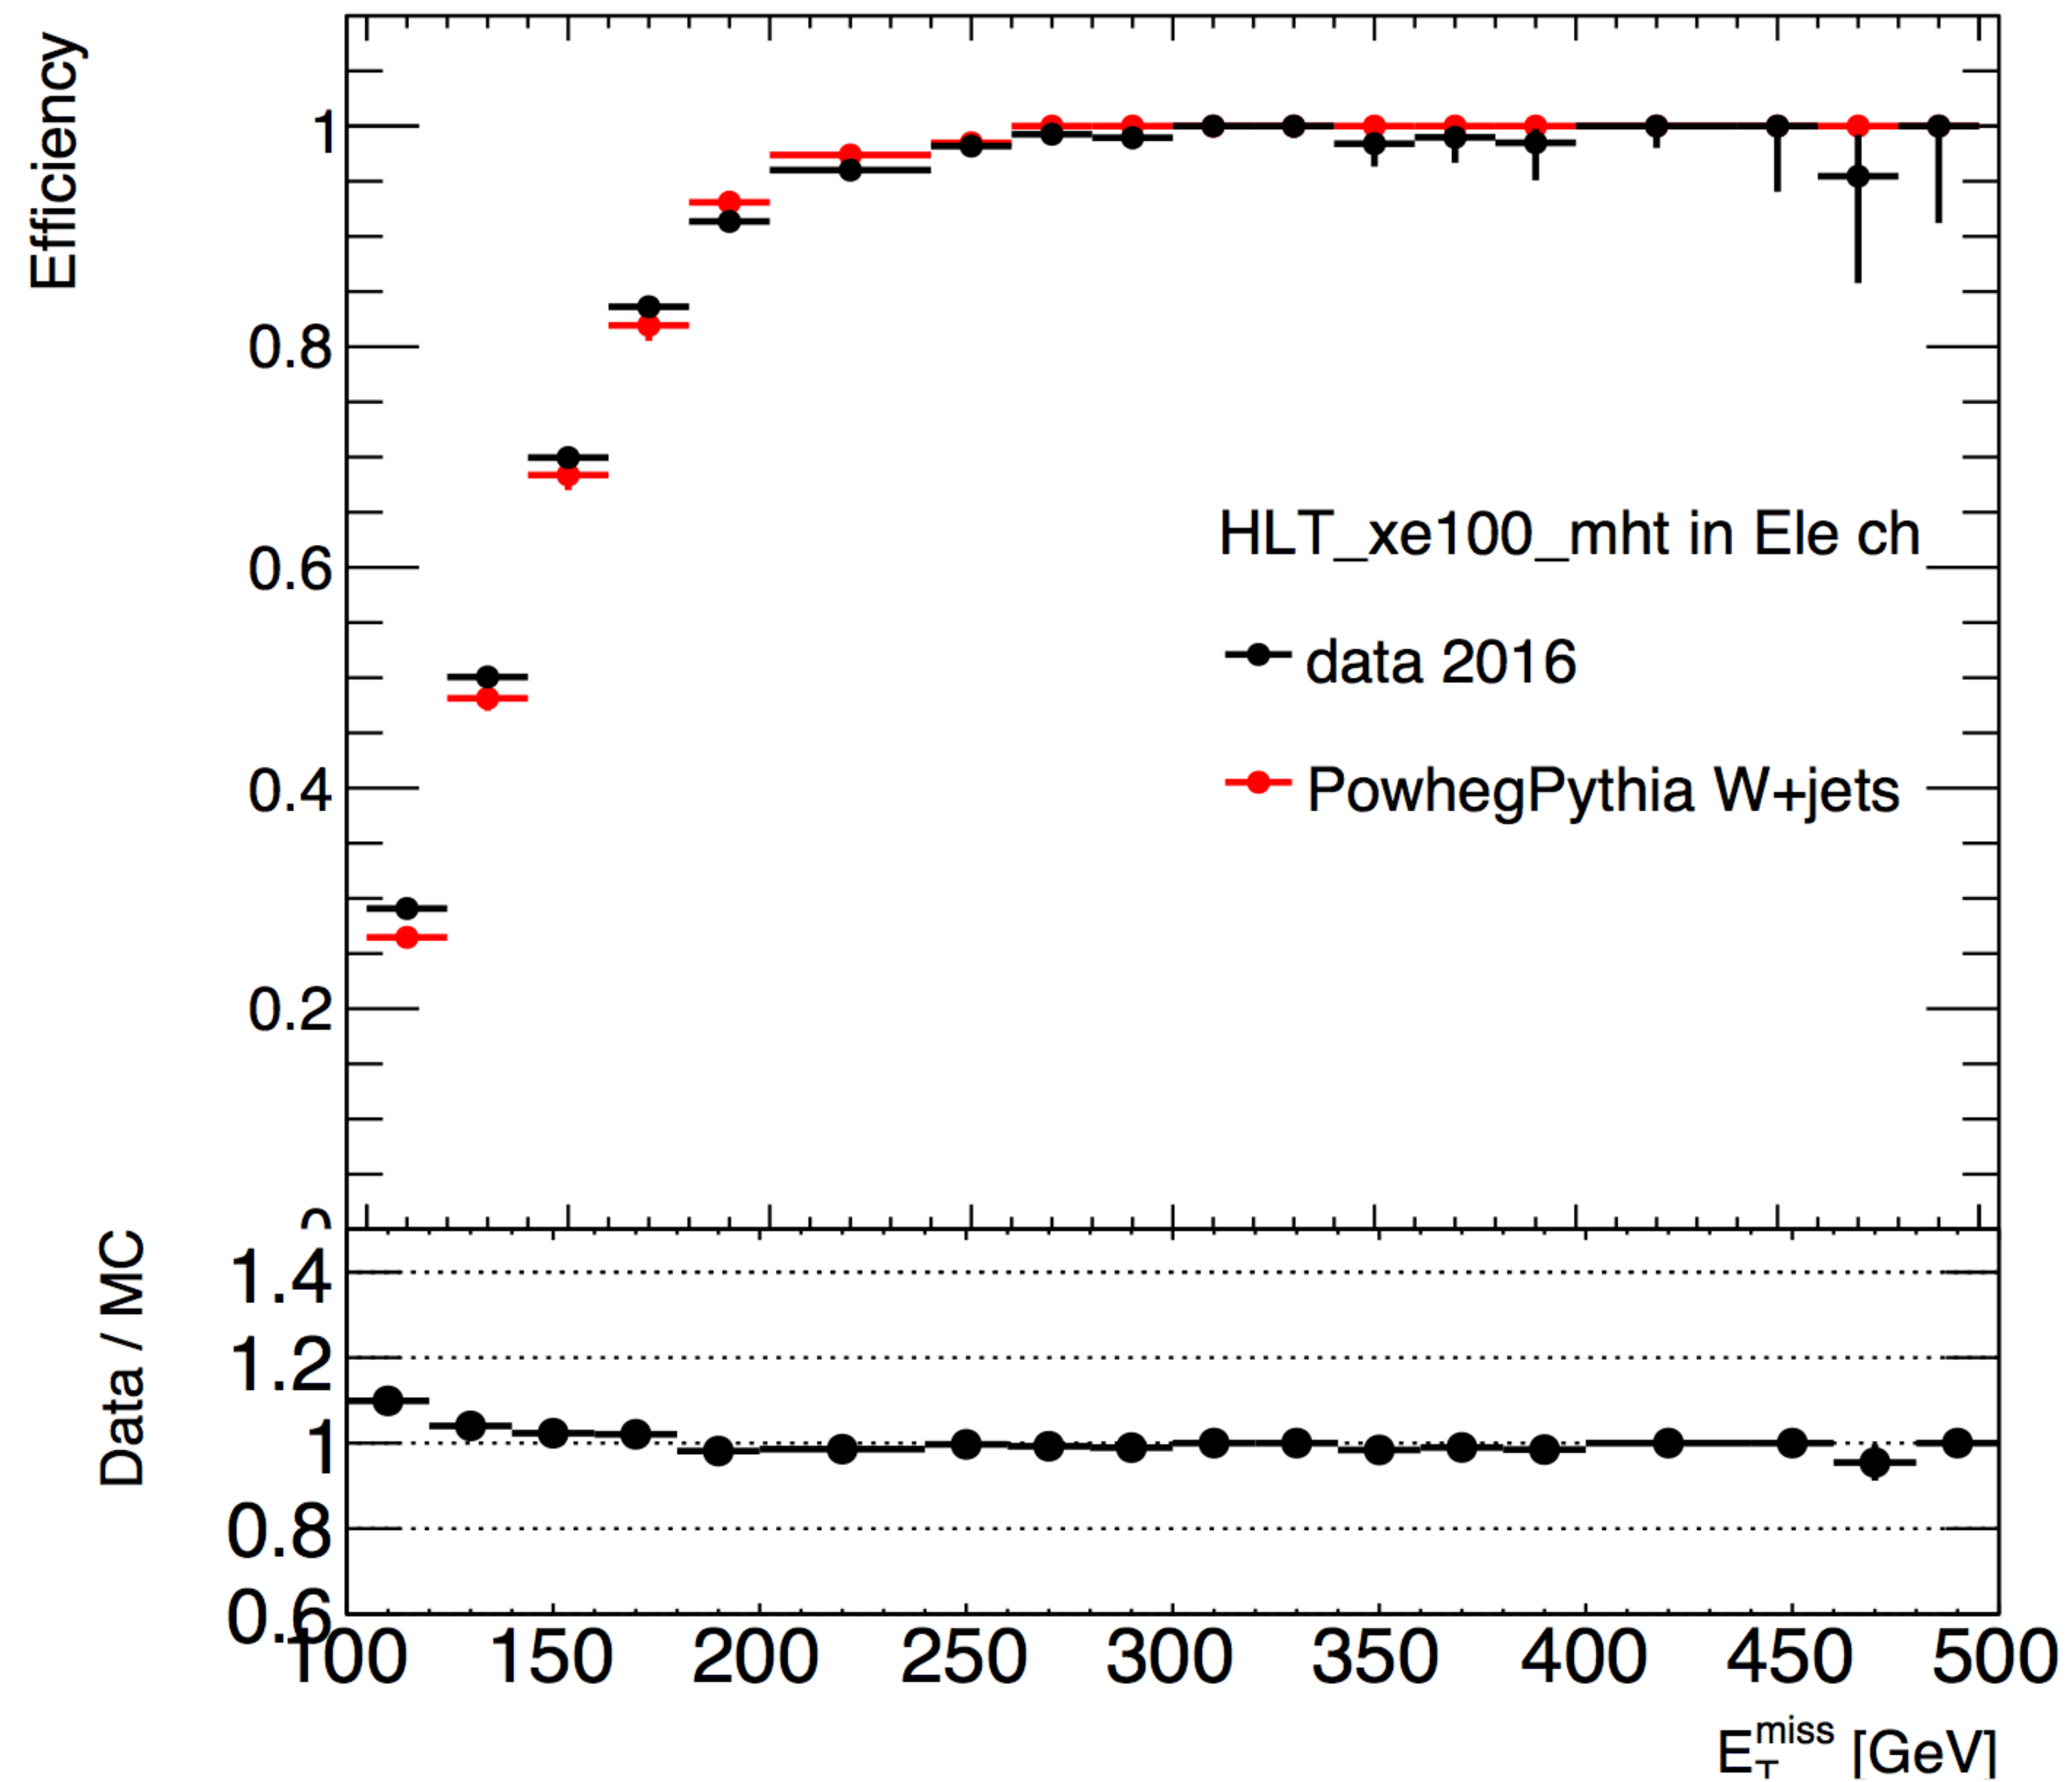 Efficiency
1
0.8
0.6
0.4
0.2
0
HLT_xe100_mht in Ele ch
data 2016
PowhegPythia W+jets
Data / MC
1.4
1.2
1
0.8
0.6
100 150 200 250 300 350 400 450 500
E_T^miss [GeV]